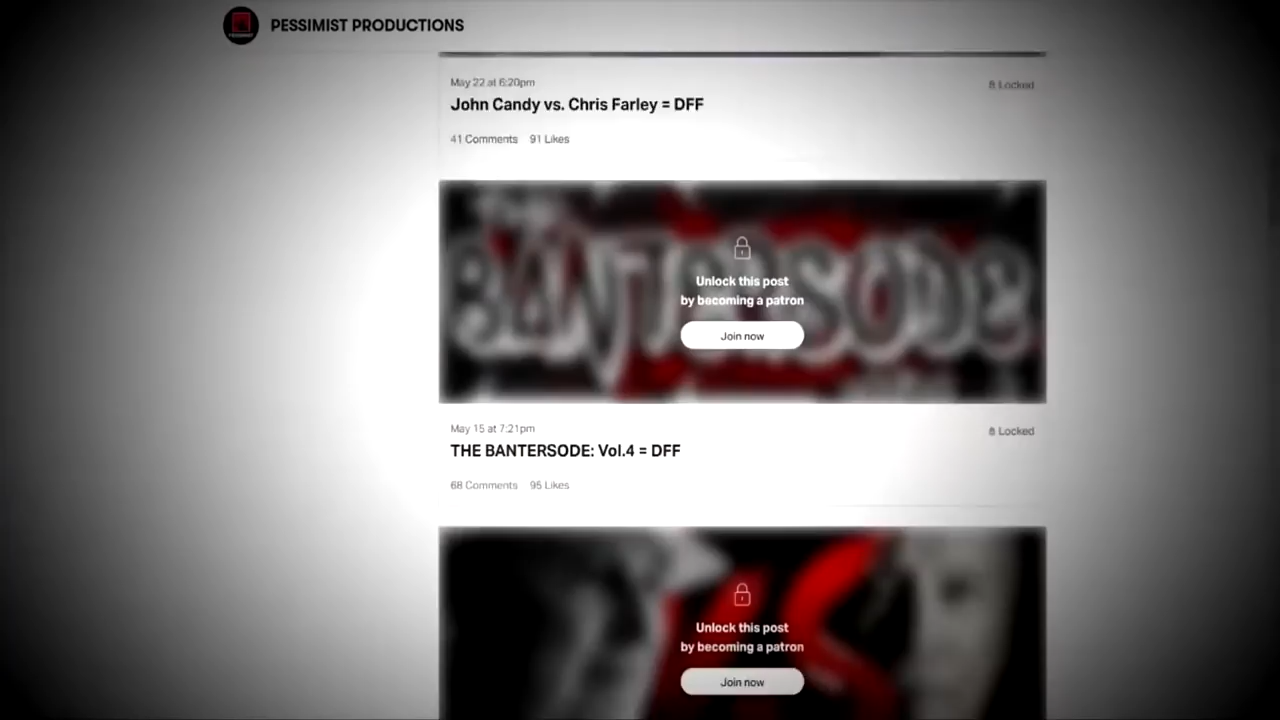 PESSIMIST PRODUCTIONS
May 22 at 6:20pm
Locked
John Candy vs. Chris Farley = DFF
41 Comments 91 Likes
BANTERSODE
Unlock this post
by becoming a patron
Join now
May 15 at 7:21pm
Locked
THE BANTERSODE: Vol.4 = DFF
68 Comments 95 Likes
VS
Unlock this post
by becoming a patron
Join now